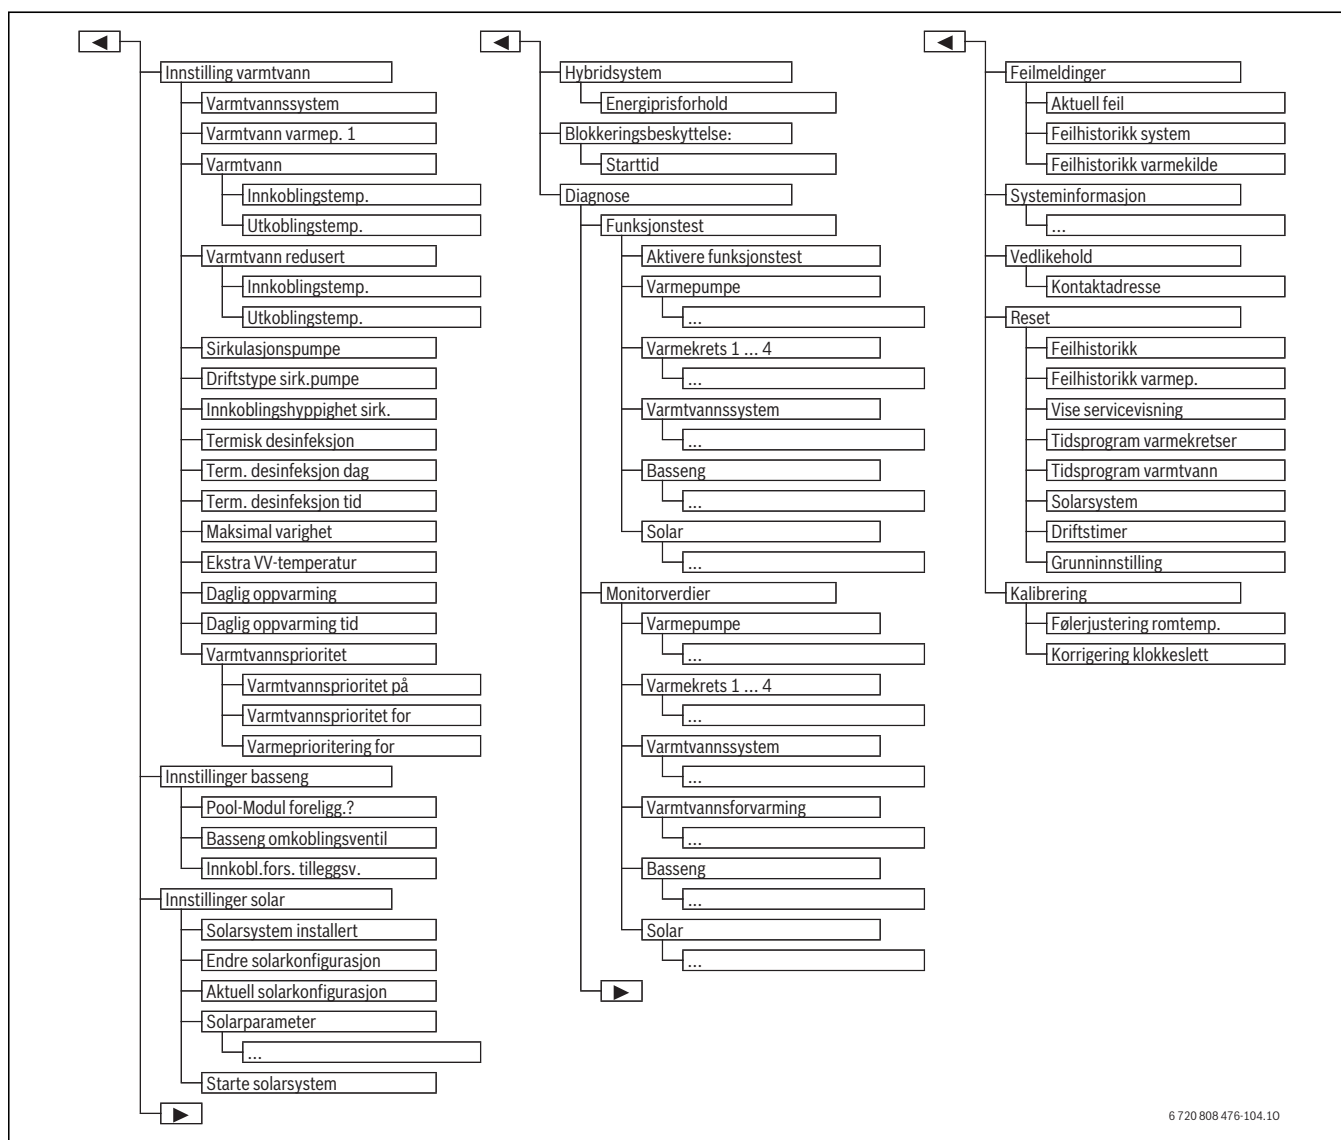 Innstilling varmtvann
Varmtvannssystem
Varmtvann varmep. 1
Varmtvann
Innkoblingstemp.
Utkoblingstemp.
Varmtvann redusert
Innkoblingstemp.
Utkoblingstemp.
Sirkulasjonspumpe
Driftstype sirk.pumpe
Innkoblingshyppighet sirk.
Termisk desinfeksjon
Term. desinfeksjon dag
Term. desinfeksjon tid
Maksimal varighet
Ekstra VV-temperatur
Daglig oppvarming
Daglig oppvarming tid
Varmtvannsprioritet
Varmtvannsprioritet på
Varmtvannsprioritet for
Varmeprioritering for
Innstillinger basseng
Pool-Modul foreligg.?
Basseng omkoblingsventil
Innkobl.fors. tilleggsv.
Innstillinger solar
Solarsystem installert
Endre solarkonfigurasjon
Aktuell solarkonfigurasjon
Solarparameter
...
Starte solarsystem
Hybridsystem
Energiprisforhold
Blokkeringsbeskyttelse:
Starttid
Diagnose
Funksjonstest
Aktivere funksjonstest
Varmepumpe
...
Varmekrets 1 ... 4
...
Varmtvannssystem
...
Basseng
...
Solar
...
Monitorverdier
Varmepumpe
...
Varmekrets 1 ... 4
...
Varmtvannssystem
...
Varmtvannsforvarming
...
Basseng
...
Solar
...
Feilmeldinger
Aktuell feil
Feilhistorikk system
Feilhistorikk varmekilde
Systeminformasjon
...
Vedlikehold
Kontaktadresse
Reset
Feilhistorikk
Feilhistorikk varmep.
Vise servicevisning
Tidsprogram varmekretser
Tidsprogram varmtvann
Solarsystem
Driftstimer
Grunninnstilling
Kalibrering
Følerjustering romtemp.
Korrigering klokkeslett
6 720 808 476-104.1O